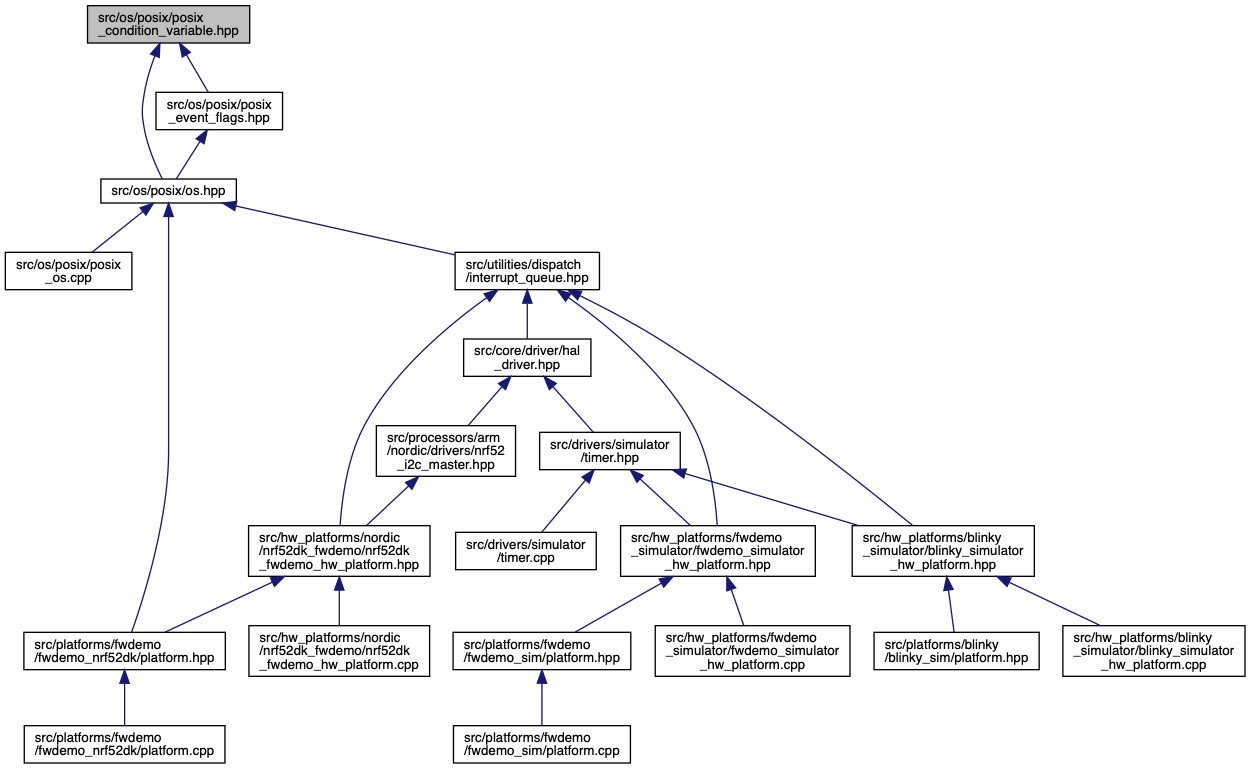 src/os/posix/posix
_condition_variable.hpp
src/os/posix/posix
_event_flags.hpp
src/os/posix/os.hpp
src/os/posix/posix
_os.cpp
src/utilities/dispatch
/interrupt_queue.hpp
src/core/driver/hal
_driver.hpp
src/processors/arm
/nordic/drivers/nrf52
_i2c_master.hpp
src/drivers/simulator
/timer.hpp
src/hw_platforms/nordic
/nrf52dk_fwdemo/nrf52dk
_fwdemo_hw_platform.hpp
src/drivers/simulator
/timer.cpp
src/hw_platforms/fwdemo
_simulator/fwdemo_simulator
_hw_platform.hpp
src/hw_platforms/blinky
_simulator/blinky_simulator
_hw_platform.hpp
src/platforms/fwdemo
/fwdemo_nrf52dk/platform.hpp
src/hw_platforms/nordic
/nrf52dk_fwdemo/nrf52dk
_fwdemo_hw_platform.cpp
src/platforms/fwdemo
/fwdemo_sim/platform.hpp
src/hw_platforms/fwdemo
_simulator/fwdemo_simulator
_hw_platform.cpp
src/platforms/blinky
/blinky_sim/platform.hpp
src/hw_platforms/blinky
_simulator/blinky_simulator
_hw_platform.cpp
src/platforms/fwdemo
/fwdemo_nrf52dk/platform.cpp
src/platforms/fwdemo
/fwdemo_sim/platform.cpp